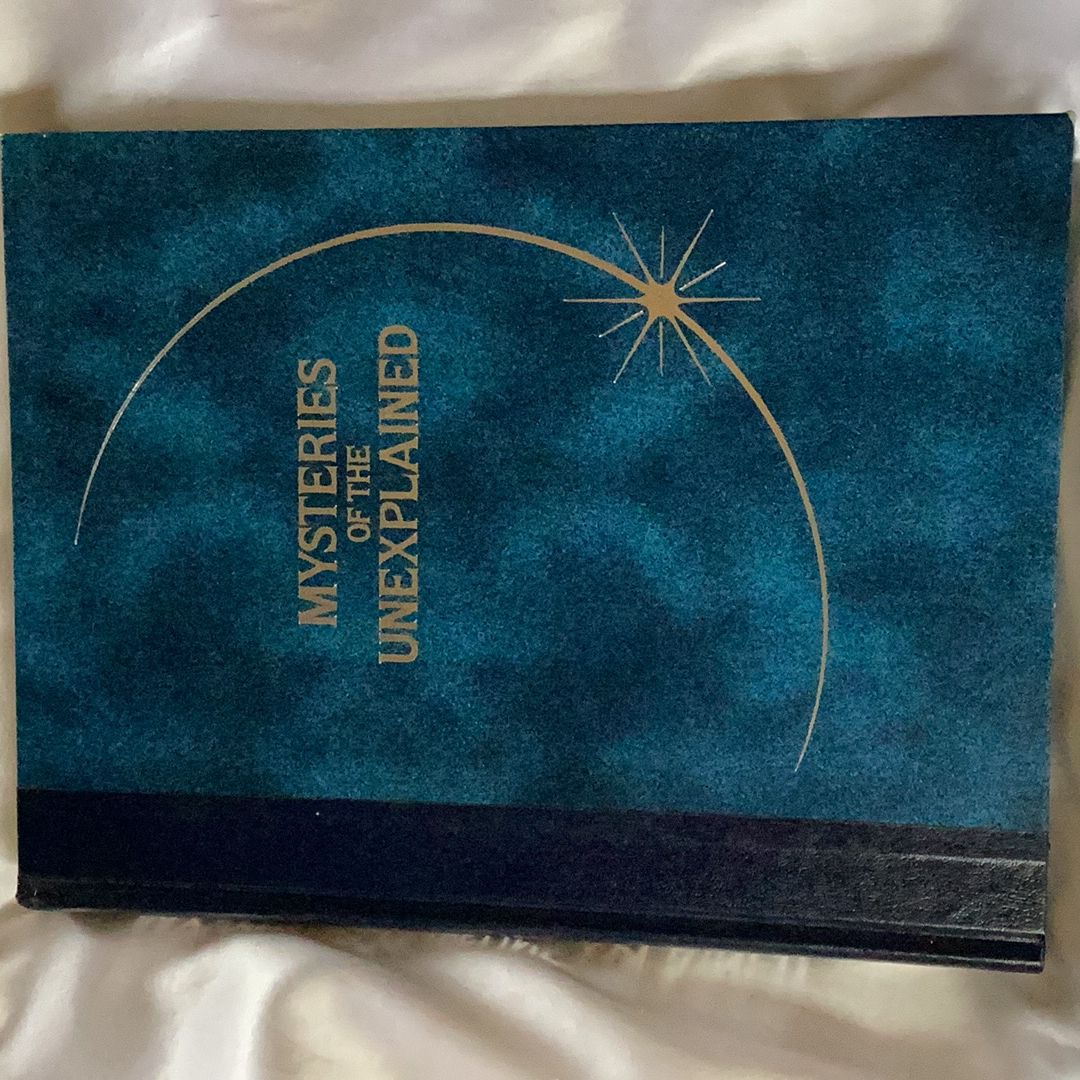 MYSTERIES
OF THE
UNEXPLAINED